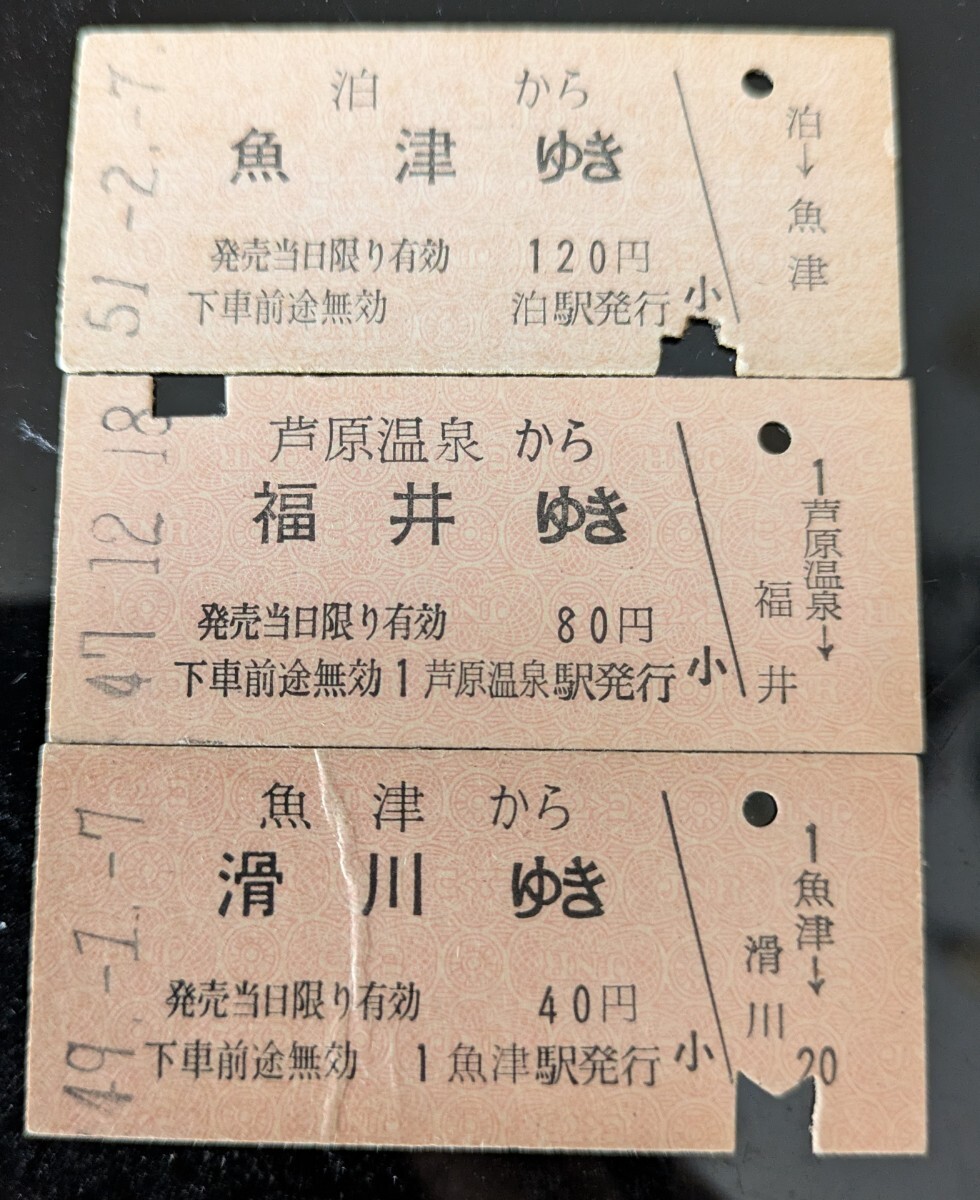 51-2.-7
泊 から
魚津 ゆき
発売当日限り有効 120円
下車前途無効 泊駅発行
小
泊→魚津
47 12 18
芦原温泉 から
福井 ゆき
発売当日限り有効 80円
下車前途無効 1 芦原温泉駅発行
小
1 芦原温泉→
福井
49.-1.-7
魚津 から
滑川 ゆき
発売当日限り有効 40円
下車前途無効 1 魚津駅発行
小
1 魚津→
滑川 20